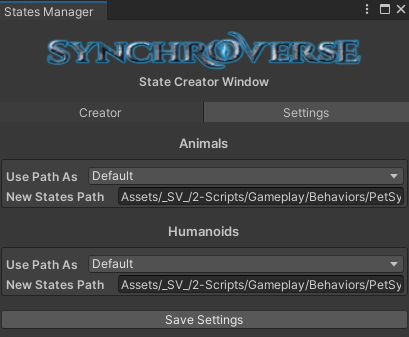 States Manager
SYNCHROVERSE
State Creator Window
Creator Settings
Animals
Use Path As Default
New States Path Assets/_SV_/2-Scripts/Gameplay/Behaviors/PetSy
Humanoids
Use Path As Default
New States Path Assets/_SV_/2-Scripts/Gameplay/Behaviors/PetSy
Save Settings